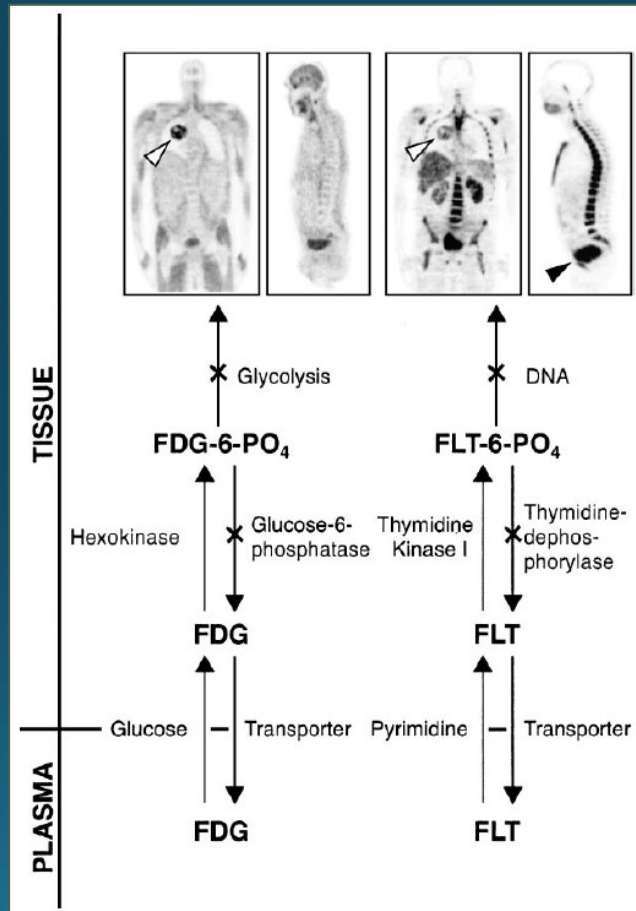 TISSUE
Glycolysis
DNA
FDG-6-PO₄
FLT-6-PO₄
Hexokinase
Glucose-6-
phosphatase
Thymidine
Kinase I
Thymidine-
dephos-
phorylase
FDG
FLT
Glucose
Transporter
Pyrimidine
Transporter
PLASMA
FDG
FLT